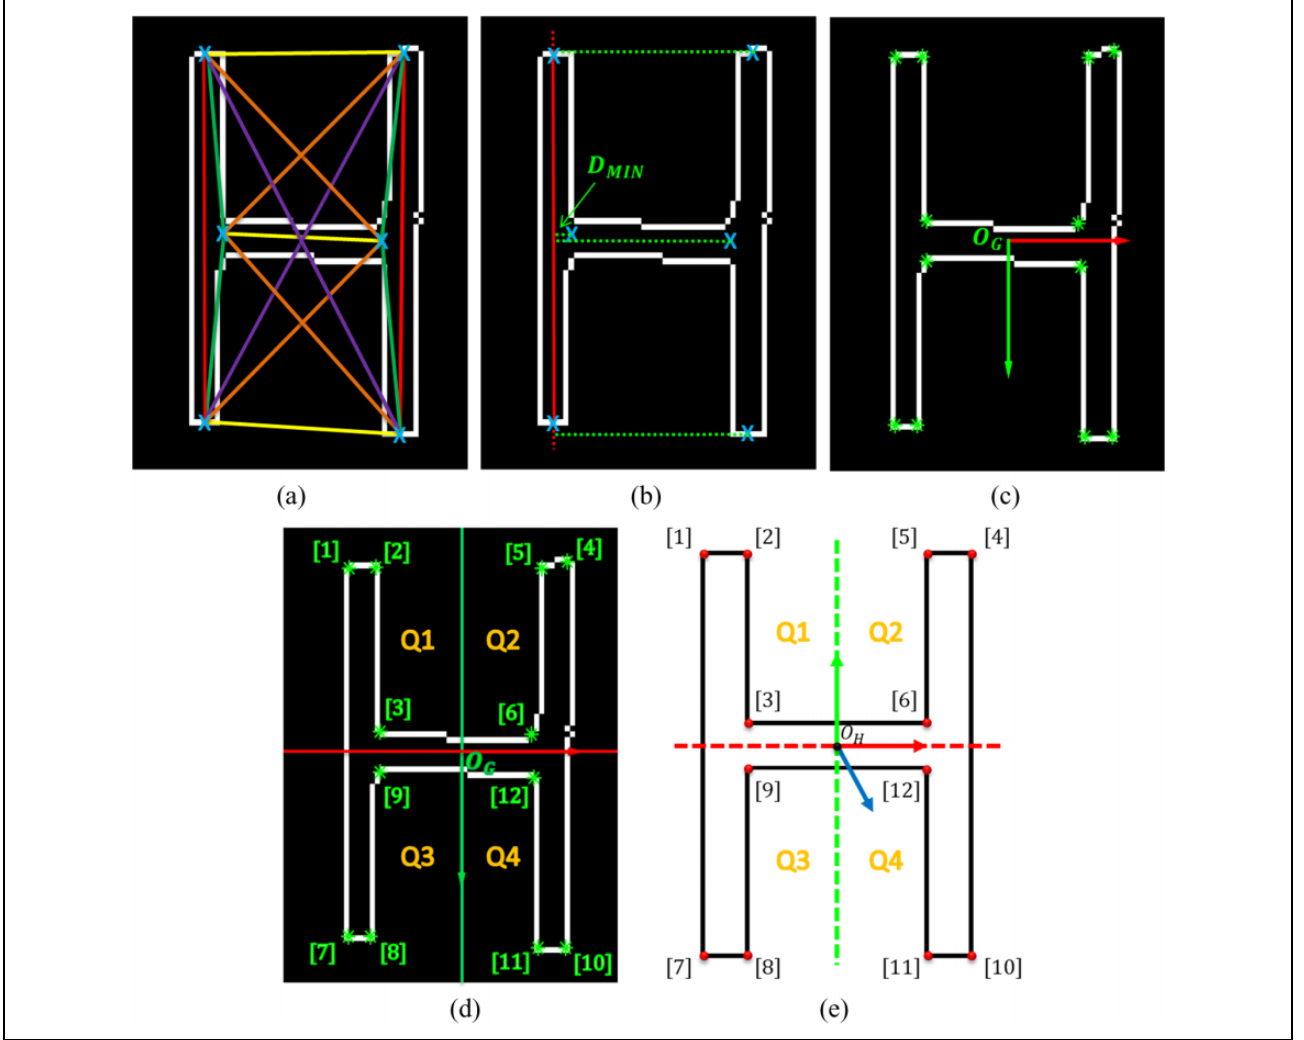 D_MIN
O_G
(a)
(b)
(c)
[1] [2] [5] [4]
Q1 Q2
[3] [6]
O_G
[9] [12]
Q3 Q4
[7] [8] [11] [10]
(d)
[1] [2] [5] [4]
Q1 Q2
[3] [6]
O_H
[9] [12]
Q3 Q4
[7] [8] [11] [10]
(e)